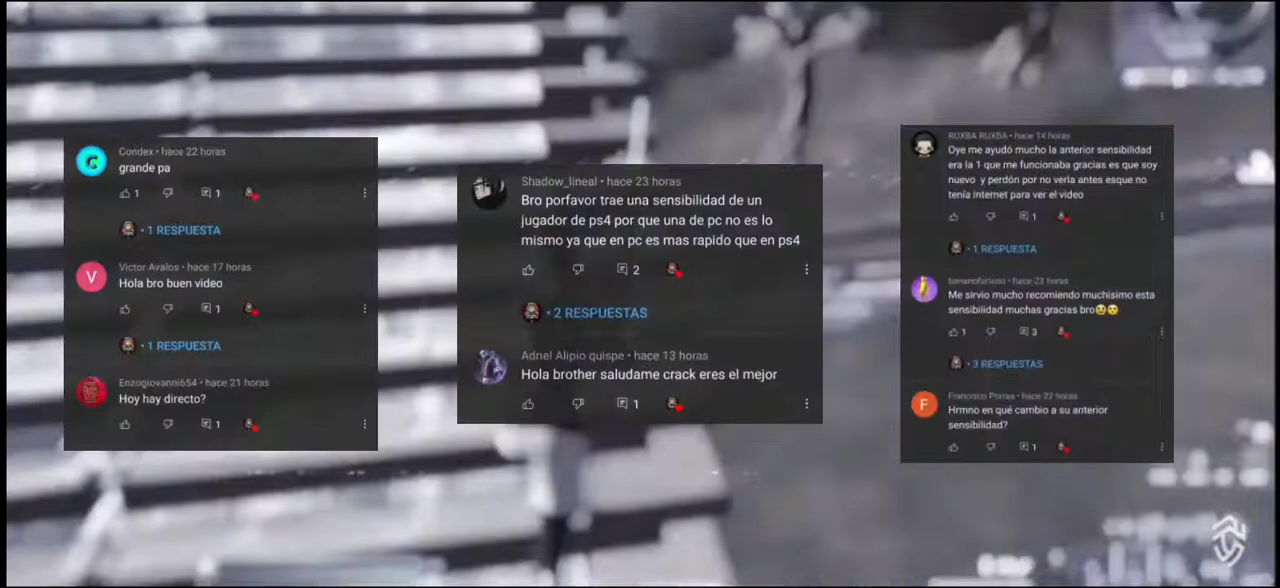 Condex • hace 22 horas
grande pa
1
1
• 1 RESPUESTA
V
Victor Avalos • hace 17 horas
Hola bro buen video
1
• 1 RESPUESTA
Enzogiovanni654 • hace 21 horas
Hoy hay directo?
1
Shadow_lineal • hace 23 horas
Bro porfavor trae una sensibilidad de un
jugador de ps4 por que una de pc no es lo
mismo ya que en pc es mas rapido que en ps4
2
• 2 RESPUESTAS
Adriel Alipio quispe • hace 13 horas
Hola brother saludame crack eres el mejor
1
RUXBA RUXBA • hace 14 horas
Oye me ayudó mucho la anterior sensibilidad
era la 1 que me funcionaba gracias es que soy
nuevo y perdón por no verla antes esque no
tenía internet para ver el video
1
• 1 RESPUESTA
hace 23 horas
Me sirvio mucho recomiendo muchisimo esta
sensibilidad muchas gracias bro😢😒
1
3
• 3 RESPUESTAS
F
Francisco Porras • hace 22 horas
Hrmno en qué cambio a su anterior
sensibilidad?
1